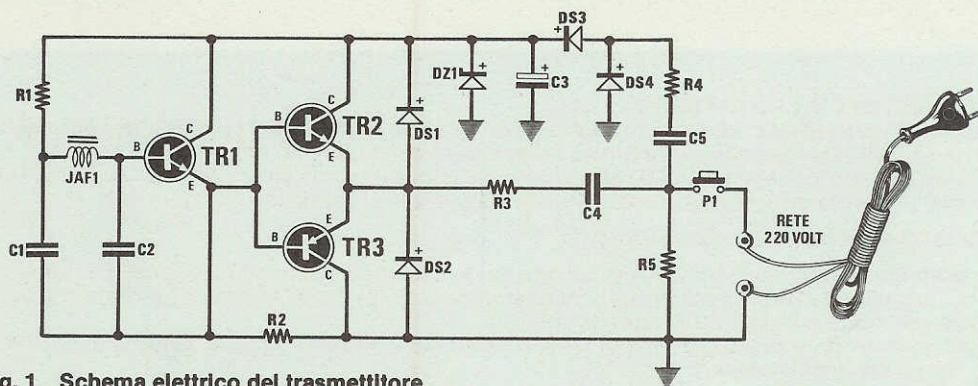 DS3
R1
DZ1
C3
DS4
R4
C
B
TR2
E
DS1
C5
C
B
TR1
E
JAF1
R3
C4
P1
RETE
220 VOLT
C1
C2
E
B
TR3
C
DS2
R5
R2
g. 1 Schema elettrico del trasmettitore